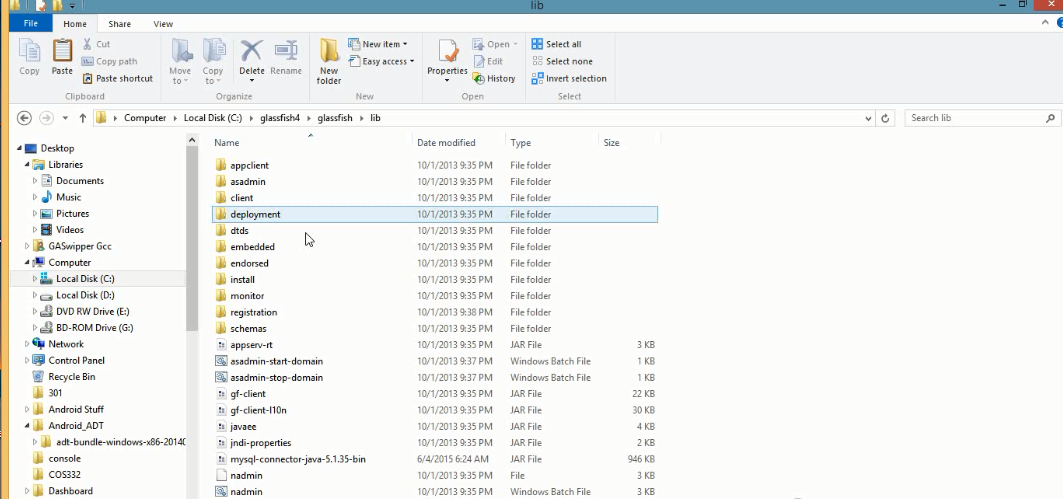 lib
File Home Share View
Copy
Paste
Cut
Copy path
Paste shortcut
Clipboard
Move to
Copy to
Delete
Rename
Organize
New folder
New item
Easy access
New
Properties
Open
Edit
History
Open
Select all
Select none
Invert selection
Select
Computer Local Disk (C:) glassfish4 glassfish lib
Search lib
Desktop
Libraries
Documents
Music
Pictures
Videos
GASwipper Gcc
Computer
Local Disk (C:)
Local Disk (D:)
DVD RW Drive (E:)
BD-ROM Drive (G:)
Network
Control Panel
Recycle Bin
301
Android Stuff
Android_ADT
adt-bundle-windows-x86-20140
console
COS332
Dashboard
Name Date modified Type Size
appclient 10/1/2013 9:35 PM File folder
asadmin 10/1/2013 9:35 PM File folder
client 10/1/2013 9:35 PM File folder
deployment 10/1/2013 9:35 PM File folder
dtds 10/1/2013 9:35 PM File folder
embedded 10/1/2013 9:35 PM File folder
endorsed 10/1/2013 9:35 PM File folder
install 10/1/2013 9:35 PM File folder
monitor 10/1/2013 9:35 PM File folder
registration 10/1/2013 9:38 PM File folder
schemas 10/1/2013 9:35 PM File folder
appserv-rt 10/1/2013 9:35 PM JAR File 3 KB
asadmin-start-domain 10/1/2013 9:37 PM Windows Batch File 1 KB
asadmin-stop-domain 10/1/2013 9:37 PM Windows Batch File 1 KB
gf-client 10/1/2013 9:35 PM JAR File 22 KB
gf-client-l10n 10/1/2013 9:35 PM JAR File 30 KB
javaee 10/1/2013 9:35 PM JAR File 4 KB
jndi-properties 10/1/2013 9:35 PM JAR File 2 KB
mysql-connector-java-5.1.35-bin 6/4/2015 6:24 AM JAR File 946 KB
nadmin 10/1/2013 9:35 PM File 3 KB
nadmin 10/1/2013 9:35 PM Windows Batch File 3 KB